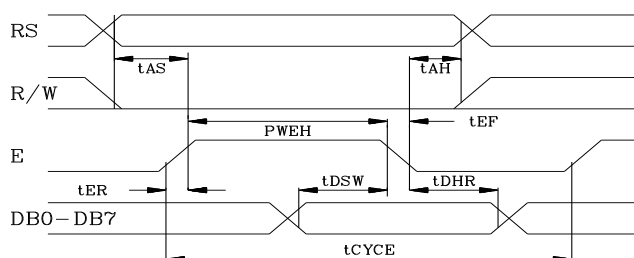 RS
tAS
tAH
R/W
PWEH
tEF
E
tER
tDSW
tDHR
DB0-DB7
tCYCE